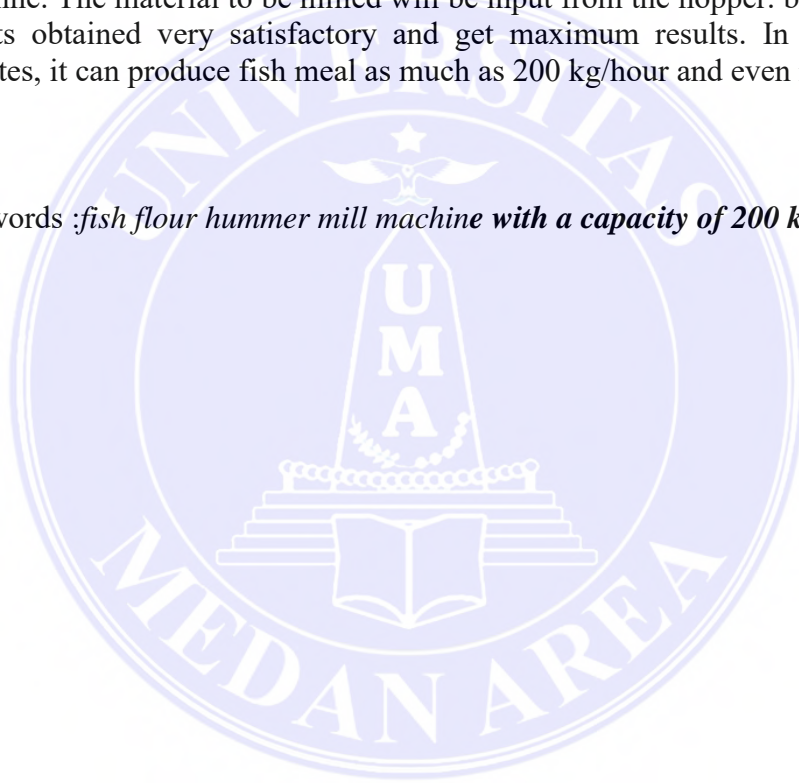 The material to be milled will be input from the hopper.
ts obtained very satisfactory and get maximum results. In
tes, it can produce fish meal as much as 200 kg/hour and even
words :fish flour hummer mill machine with a capacity of 200 k
UNIVERSITAS
UMA
MEDAN AREA